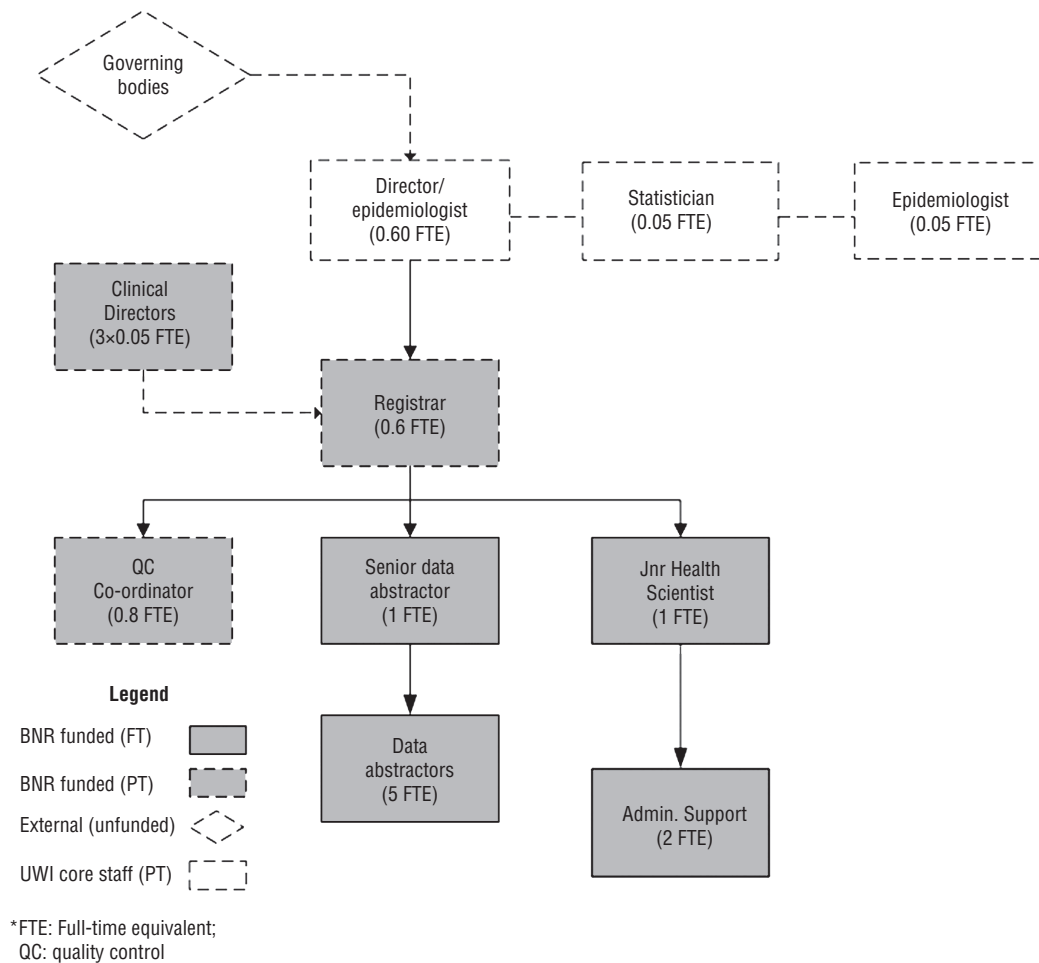 Governing
bodies
Director/
epidemiologist
(0.60 FTE)
Statistician
(0.05 FTE)
Epidemiologist
(0.05 FTE)
Clinical
Directors
(3×0.05 FTE)
Registrar
(0.6 FTE)
QC
Co-ordinator
(0.8 FTE)
Senior data
abstractor
(1 FTE)
Jnr Health
Scientist
(1 FTE)
Data
abstractors
(5 FTE)
Admin. Support
(2 FTE)
Legend
BNR funded (FT)
BNR funded (PT)
External (unfunded)
UWI core staff (PT)
*FTE: Full-time equivalent;
QC: quality control